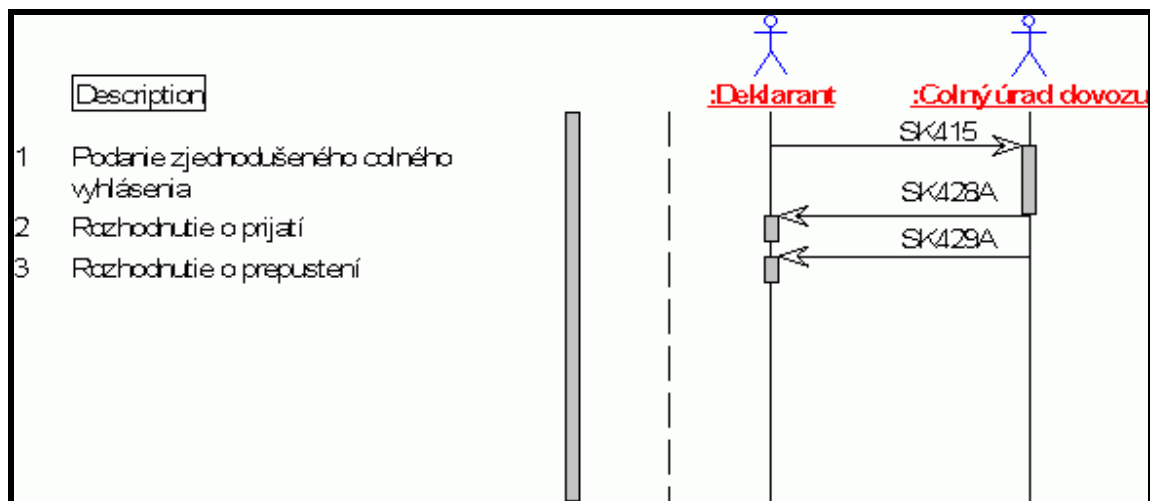 Description
:Deklarant
:Colný úrad dovozu
1 Podanie zjednodušeného colného
vyhlásenia
2 Rozhodnutie o prijatí
3 Rozhodnutie o prepustení
SK415
SK428A
SK429A